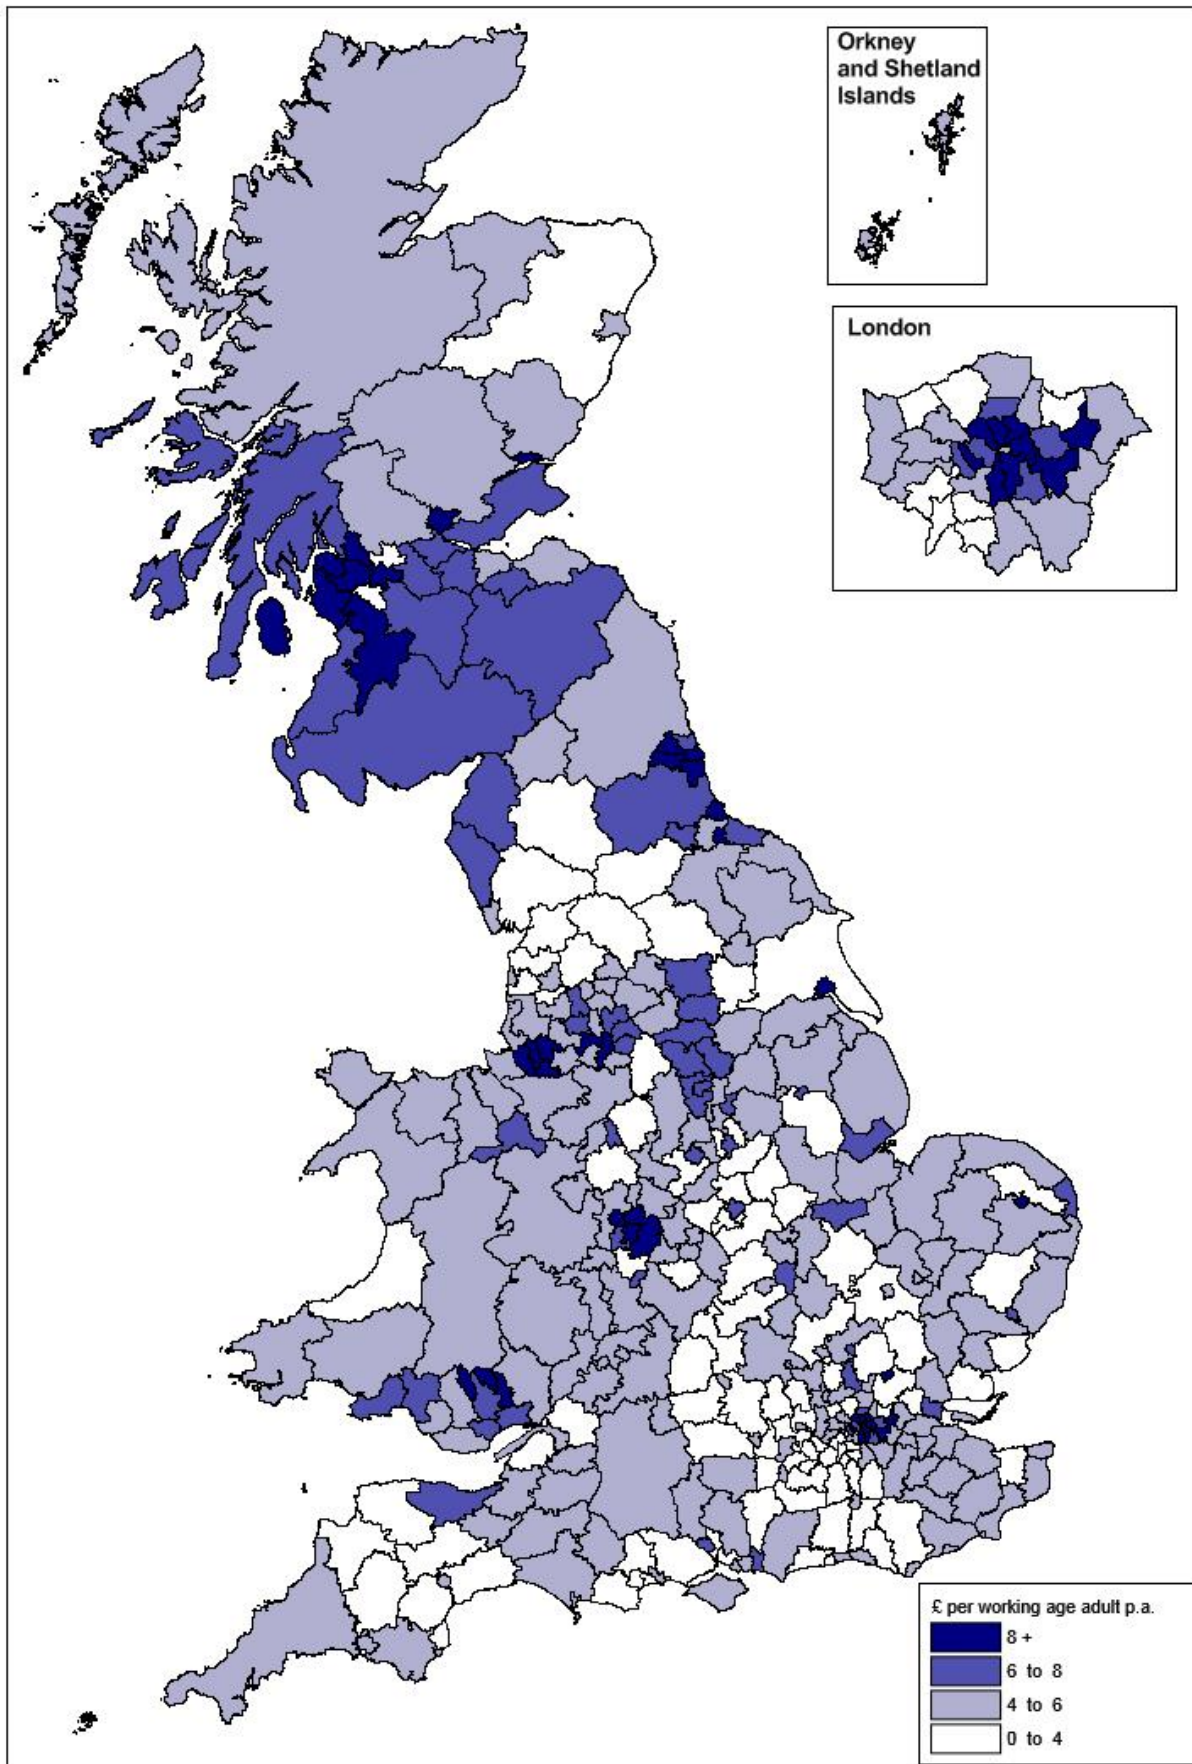 Orkney
and Shetland
Islands
London
£ per working age adult p.a.
8 +
6 to 8
4 to 6
0 to 4